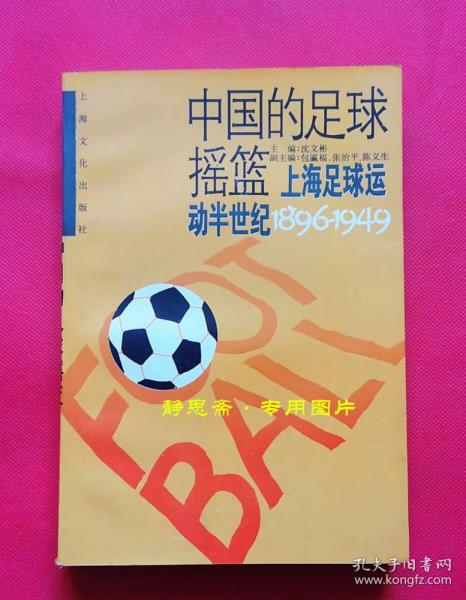 上海文化出版社
中国的足球
主 编:沈文彬
副主编:包瀛福、张治平、陈义生
摇篮 上海足球运
动半世纪1896-1949
FOOT
BALL
静思斋·专用图片
孔夫子旧书网
www.kongfz.com